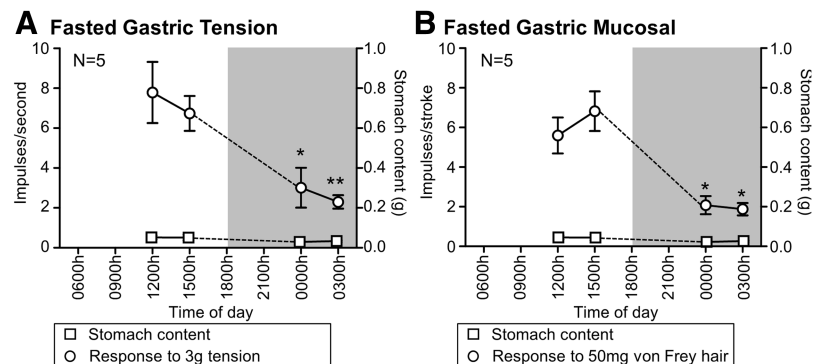 A Fasted Gastric Tension
N=5
Impulses/second
10
8
6
4
2
0
1.0
0.8
0.6
0.4
0.2
0.0
Stomach content (g)
*
**
0600h
0900h
1200h
1500h
1800h
2100h
0000h
0300h
Time of day
Stomach content
Response to 3g tension
B Fasted Gastric Mucosal
N=5
Impulses/stroke
10
8
6
4
2
0
1.0
0.8
0.6
0.4
0.2
0.0
Stomach content (g)
*
*
0600h
0900h
1200h
1500h
1800h
2100h
0000h
0300h
Time of day
Stomach content
Response to 50mg von Frey hair